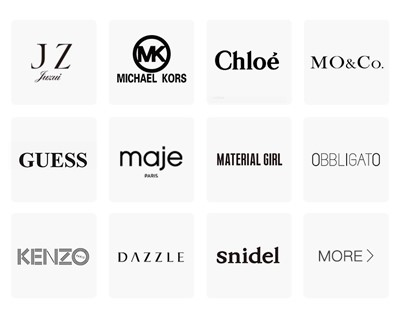 JZ
Juzui
MK
MICHAEL KORS
Chloé
MO&Co.
GUESS
maje
PARIS
MATERIAL GIRL
OBBLIGATO
KENZO
DAZZLE
snidel
MORE >